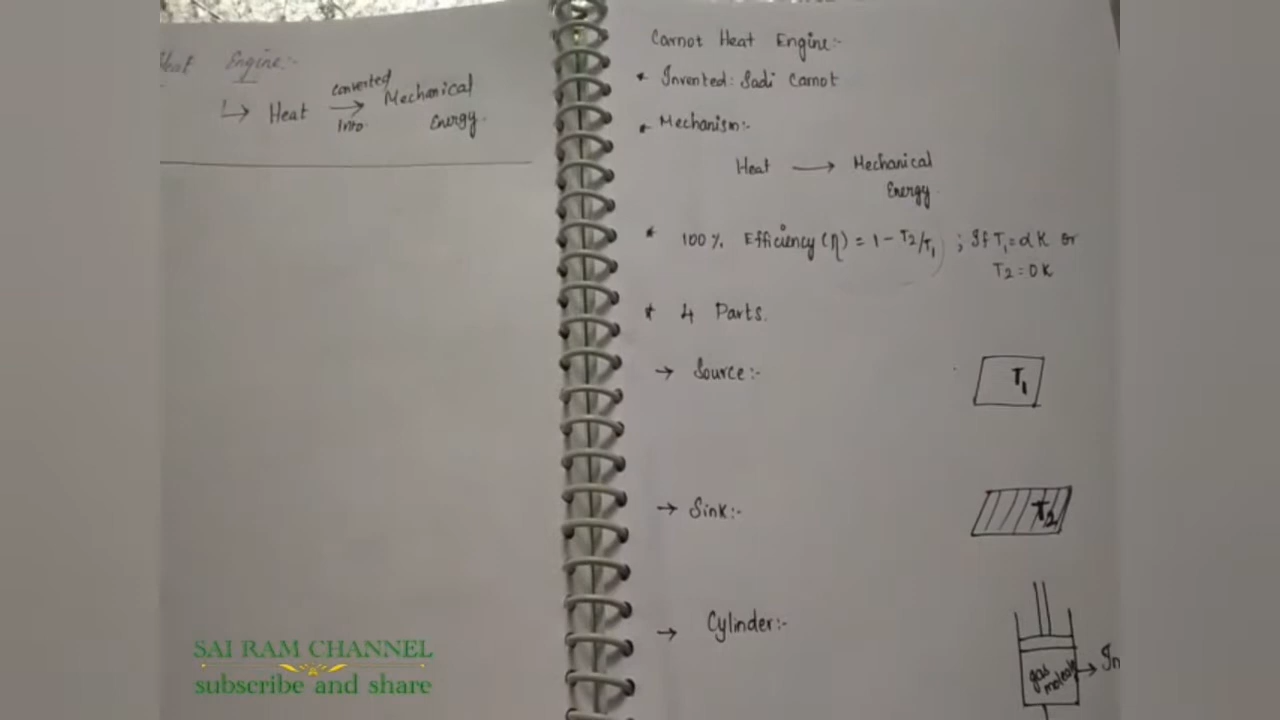 Heat Engine:-
↳ Heat converted into → Mechanical Energy.
Carnot Heat Engine:-
* Invented: Sadi Carnot
* Mechanism:-
Heat → Mechanical
Energy.
* 100% Efficiency (η) = 1 - T2/T1 ; If T1 = α K or
T2 = 0K
* 4 Parts.
→ Source:-
T1
→ Sink:-
T2
→ Cylinder:-
gas
SAI RAM CHANNEL
subscribe and share